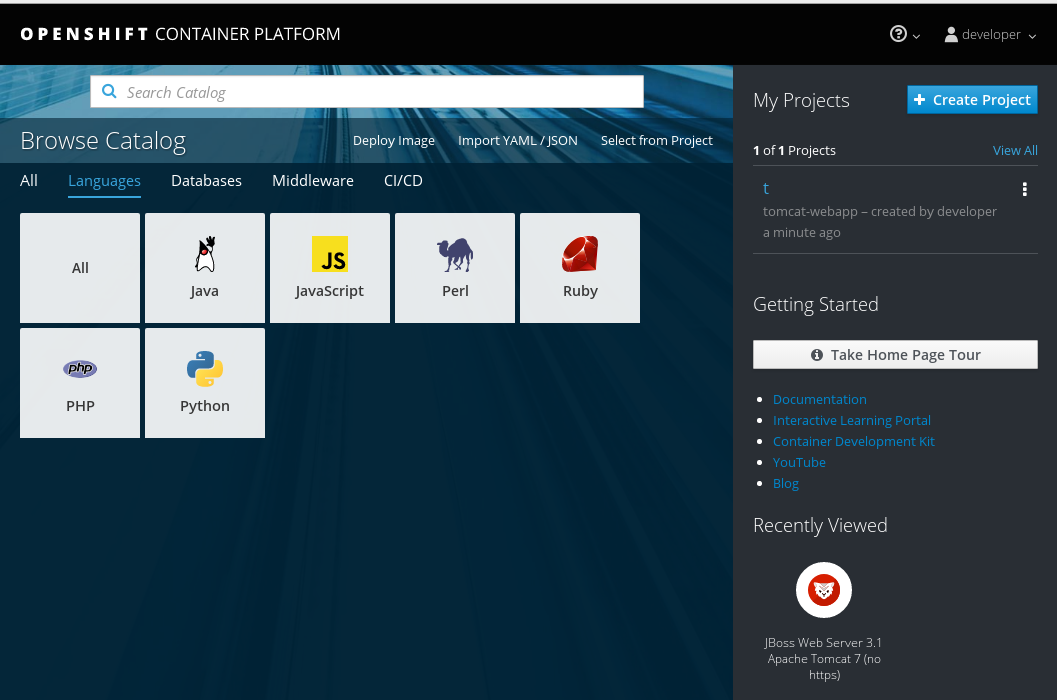 OPENSHIFT CONTAINER PLATFORM
developer
Search Catalog
Browse Catalog
Deploy Image
Import YAML / JSON
Select from Project
All
Languages
Databases
Middleware
CI/CD
All
Java
JS
JavaScript
Perl
Ruby
php
PHP
Python
My Projects
Create Project
1 of 1 Projects
View All
t
tomcat-webapp – created by developer
a minute ago
Getting Started
Take Home Page Tour
Documentation
Interactive Learning Portal
Container Development Kit
YouTube
Blog
Recently Viewed
JBoss Web Server 3.1
Apache Tomcat 7 (no
https)